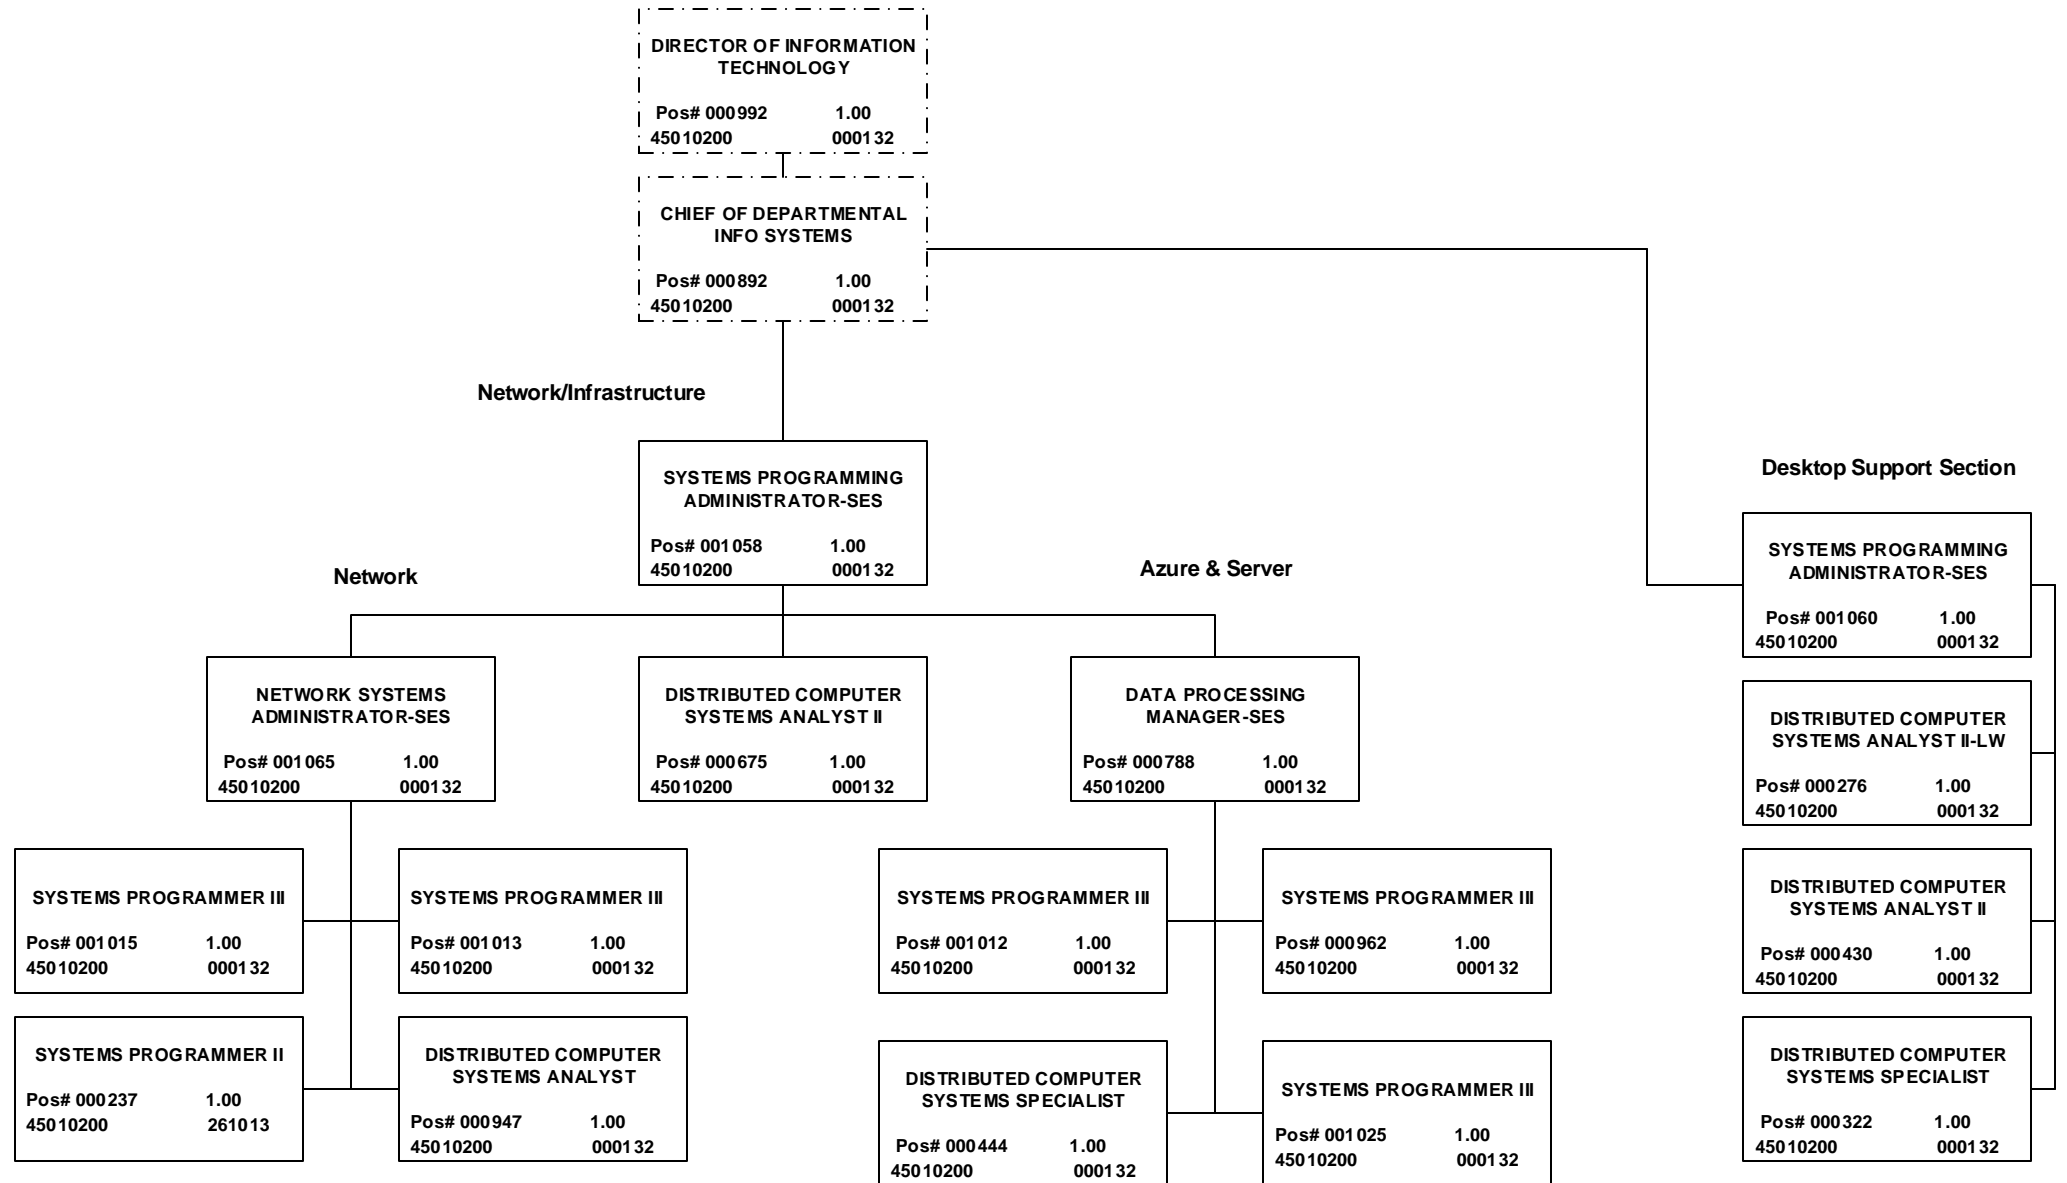 DIRECTOR OF INFORMATION
TECHNOLOGY
Pos# 000992 1.00
45010200 000132
CHIEF OF DEPARTMENTAL
INFO SYSTEMS
Pos# 000892 1.00
45010200 000132
Network/Infrastructure
SYSTEMS PROGRAMMING
ADMINISTRATOR-SES
Pos# 001058 1.00
45010200 000132
Desktop Support Section
SYSTEMS PROGRAMMING
ADMINISTRATOR-SES
Pos# 001060 1.00
45010200 000132
Network
Azure & Server
NETWORK SYSTEMS
ADMINISTRATOR-SES
Pos# 001065 1.00
45010200 000132
DISTRIBUTED COMPUTER
SYSTEMS ANALYST II
Pos# 000675 1.00
45010200 000132
DATA PROCESSING
MANAGER-SES
Pos# 000788 1.00
45010200 000132
DISTRIBUTED COMPUTER
SYSTEMS ANALYST II-LW
Pos# 000276 1.00
45010200 000132
SYSTEMS PROGRAMMER III
Pos# 001015 1.00
45010200 000132
SYSTEMS PROGRAMMER III
Pos# 001013 1.00
45010200 000132
SYSTEMS PROGRAMMER III
Pos# 001012 1.00
45010200 000132
SYSTEMS PROGRAMMER III
Pos# 000962 1.00
45010200 000132
DISTRIBUTED COMPUTER
SYSTEMS ANALYST II
Pos# 000430 1.00
45010200 000132
SYSTEMS PROGRAMMER II
Pos# 000237 1.00
45010200 261013
DISTRIBUTED COMPUTER
SYSTEMS ANALYST
Pos# 000947 1.00
45010200 000132
DISTRIBUTED COMPUTER
SYSTEMS SPECIALIST
Pos# 000444 1.00
45010200 000132
SYSTEMS PROGRAMMER III
Pos# 001025 1.00
45010200 000132
DISTRIBUTED COMPUTER
SYSTEMS SPECIALIST
Pos# 000322 1.00
45010200 000132